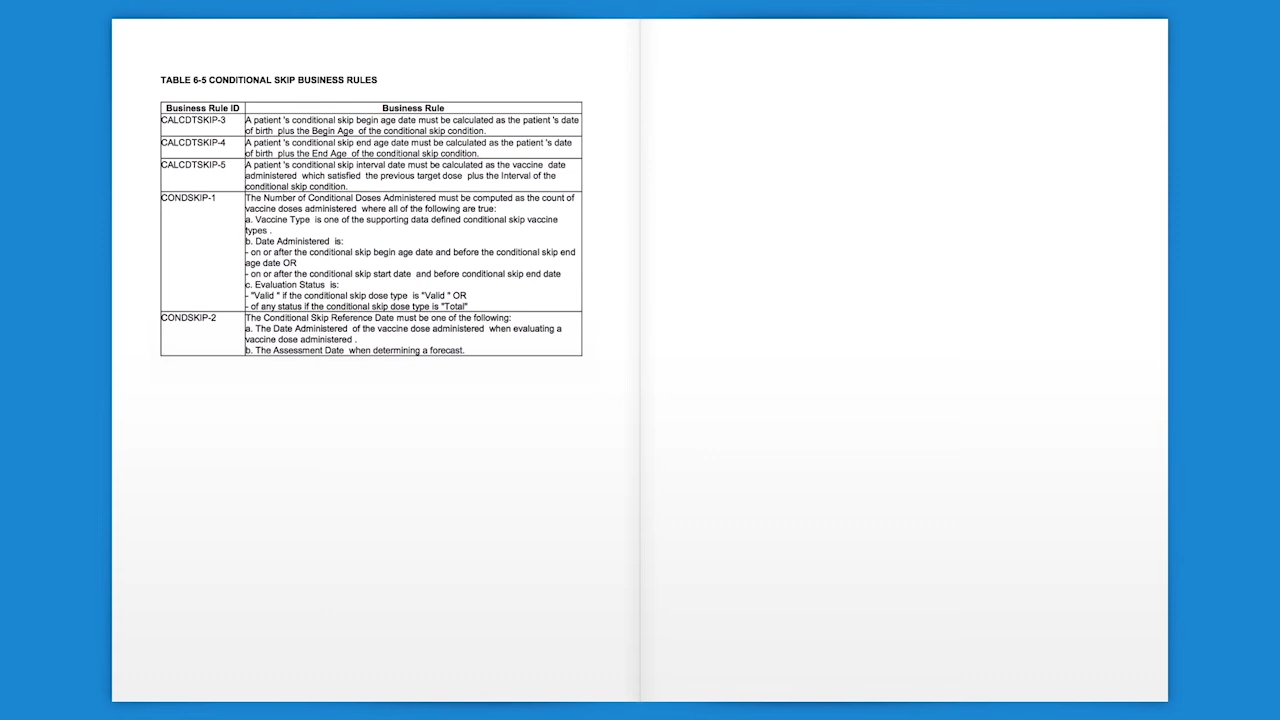 TABLE 6-5 CONDITIONAL SKIP BUSINESS RULES
Business Rule ID Business Rule
CALCDTSKIP-3 A patient 's conditional skip begin age date must be calculated as the patient 's date
of birth plus the Begin Age of the conditional skip condition.
CALCDTSKIP-4 A patient 's conditional skip end age date must be calculated as the patient 's date
of birth plus the End Age of the conditional skip condition.
CALCDTSKIP-5 A patient 's conditional skip interval date must be calculated as the vaccine date
administered which satisfied the previous target dose plus the Interval of the
conditional skip condition.
CONDSKIP-1 The Number of Conditional Doses Administered must be computed as the count of
vaccine doses administered where all of the following are true:
a. Vaccine Type is one of the supporting data defined conditional skip vaccine
types .
b. Date Administered is:
- on or after the conditional skip begin age date and before the conditional skip end
age date OR
- on or after the conditional skip start date and before conditional skip end date
c. Evaluation Status is:
- "Valid " if the conditional skip dose type is "Valid " OR
- of any status if the conditional skip dose type is "Total"
CONDSKIP-2 The Conditional Skip Reference Date must be one of the following:
a. The Date Administered of the vaccine dose administered when evaluating a
vaccine dose administered .
b. The Assessment Date when determining a forecast.